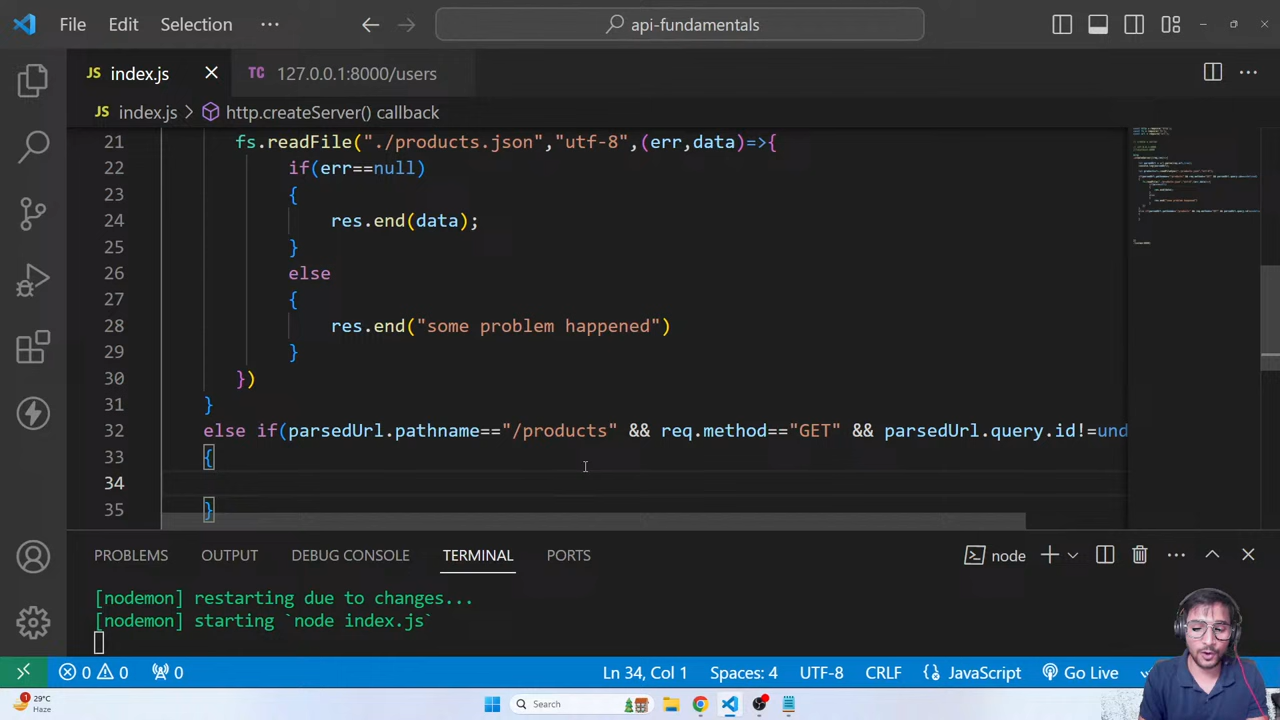 File Edit Selection ··· api-fundamentals
JS index.js TC 127.0.0.1:8000/users
JS index.js > http.createServer() callback
21 fs.readFile("./products.json","utf-8",(err,data)=>{
22 if(err==null)
23 {
24 res.end(data);
25 }
26 else
27 {
28 res.end("some problem happened")
29 }
30 })
31 }
32 else if(parsedUrl.pathname=="/products" && req.method=="GET" && parsedUrl.query.id!=und
33 {
34
35 }
PROBLEMS OUTPUT DEBUG CONSOLE TERMINAL PORTS node
[nodemon] restarting due to changes...
[nodemon] starting `node index.js`
0 0 0 Ln 34, Col 1 Spaces: 4 UTF-8 CRLF {} JavaScript Go Live
29°C
Haze
Search